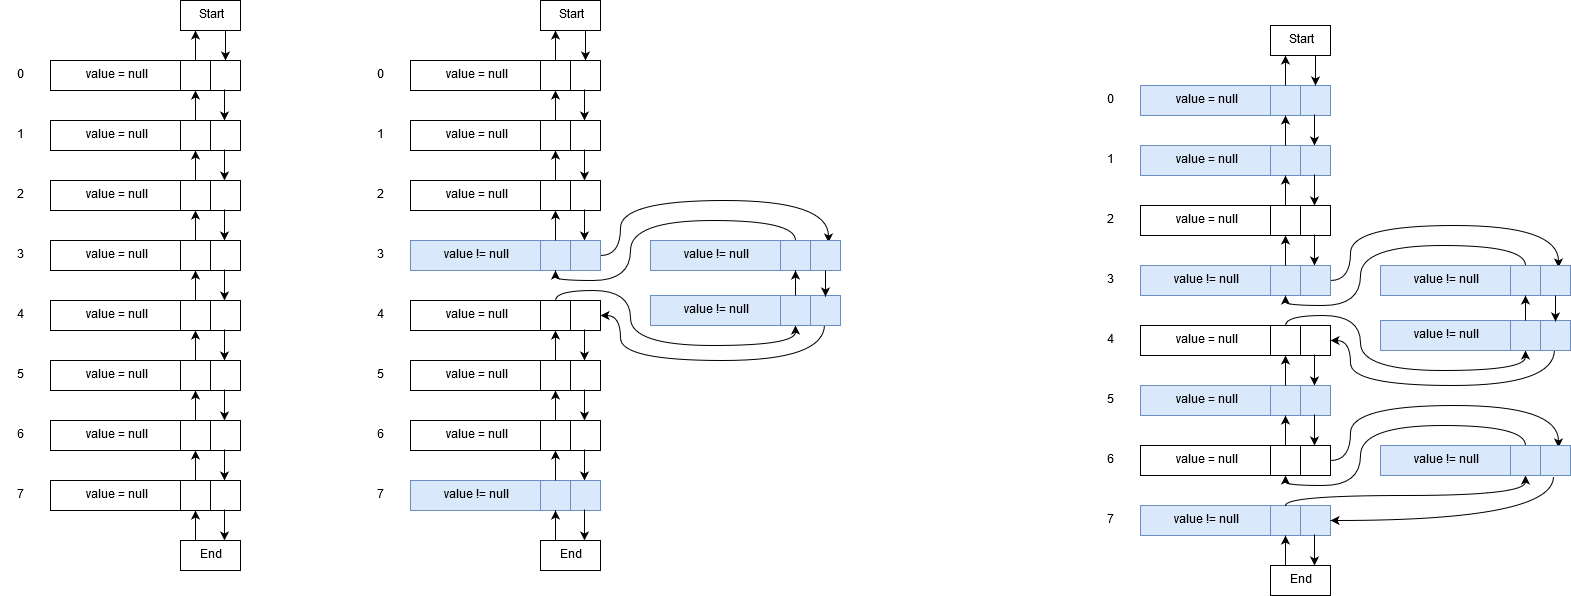 Start
0 value = null
1 value = null
2 value = null
3 value = null
4 value = null
5 value = null
6 value = null
7 value = null
End
Start
0 value = null
1 value = null
2 value = null
3 value != null value != null
value != null
4 value = null
5 value = null
6 value = null
7 value != null
End
Start
0 value = null
1 value = null
2 value = null
3 value != null value != null
value != null
4 value = null
5 value = null
6 value = null value != null
7 value != null
End